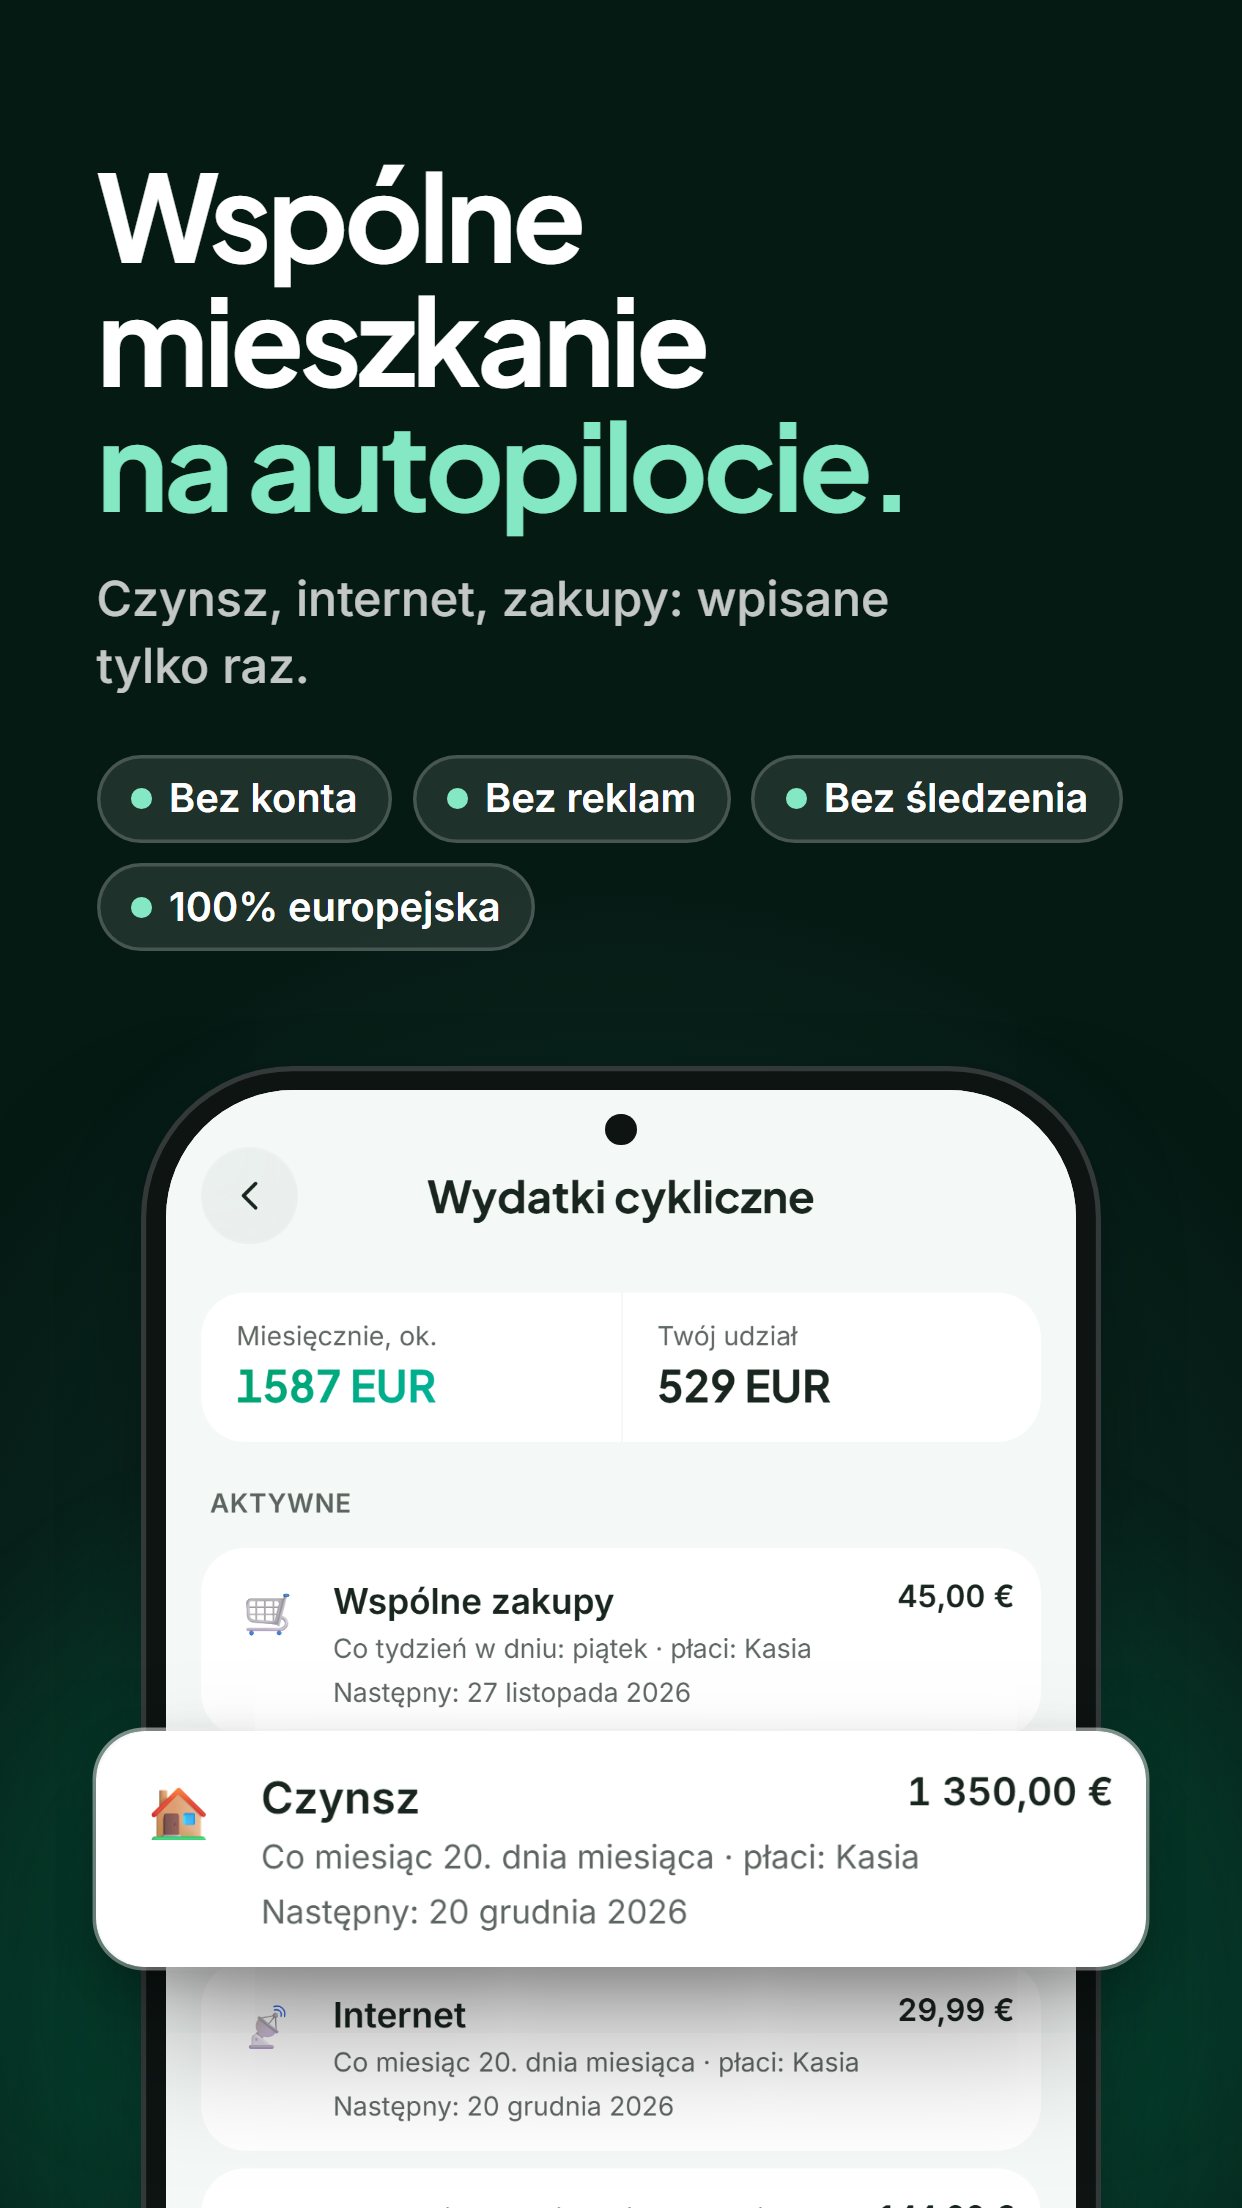 Wspólne
mieszkanie
na autopilocie.
Czynsz, internet, zakupy: wpisane
tylko raz.
Bez konta
Bez reklam
Bez śledzenia
100% europejska
Wydatki cykliczne
Miesięcznie, ok.
1587 EUR
Twój udział
529 EUR
AKTYWNE
Wspólne zakupy
45,00 €
Co tydzień w dniu: piątek · płaci: Kasia
Następny: 27 listopada 2026
Czynsz
1 350,00 €
Co miesiąc 20. dnia miesiąca · płaci: Kasia
Następny: 20 grudnia 2026
Internet
29,99 €
Co miesiąc 20. dnia miesiąca · płaci: Kasia
Następny: 20 grudnia 2026